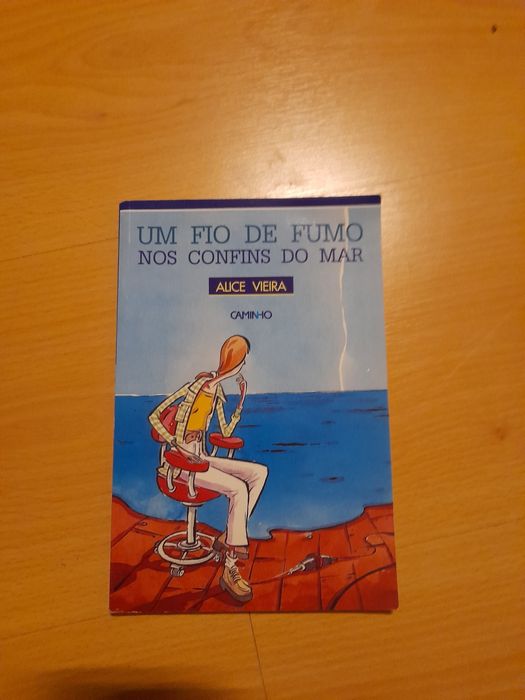 UM FIO DE FUMO
NOS CONFINS DO MAR
ALICE VIEIRA
CAMINHO